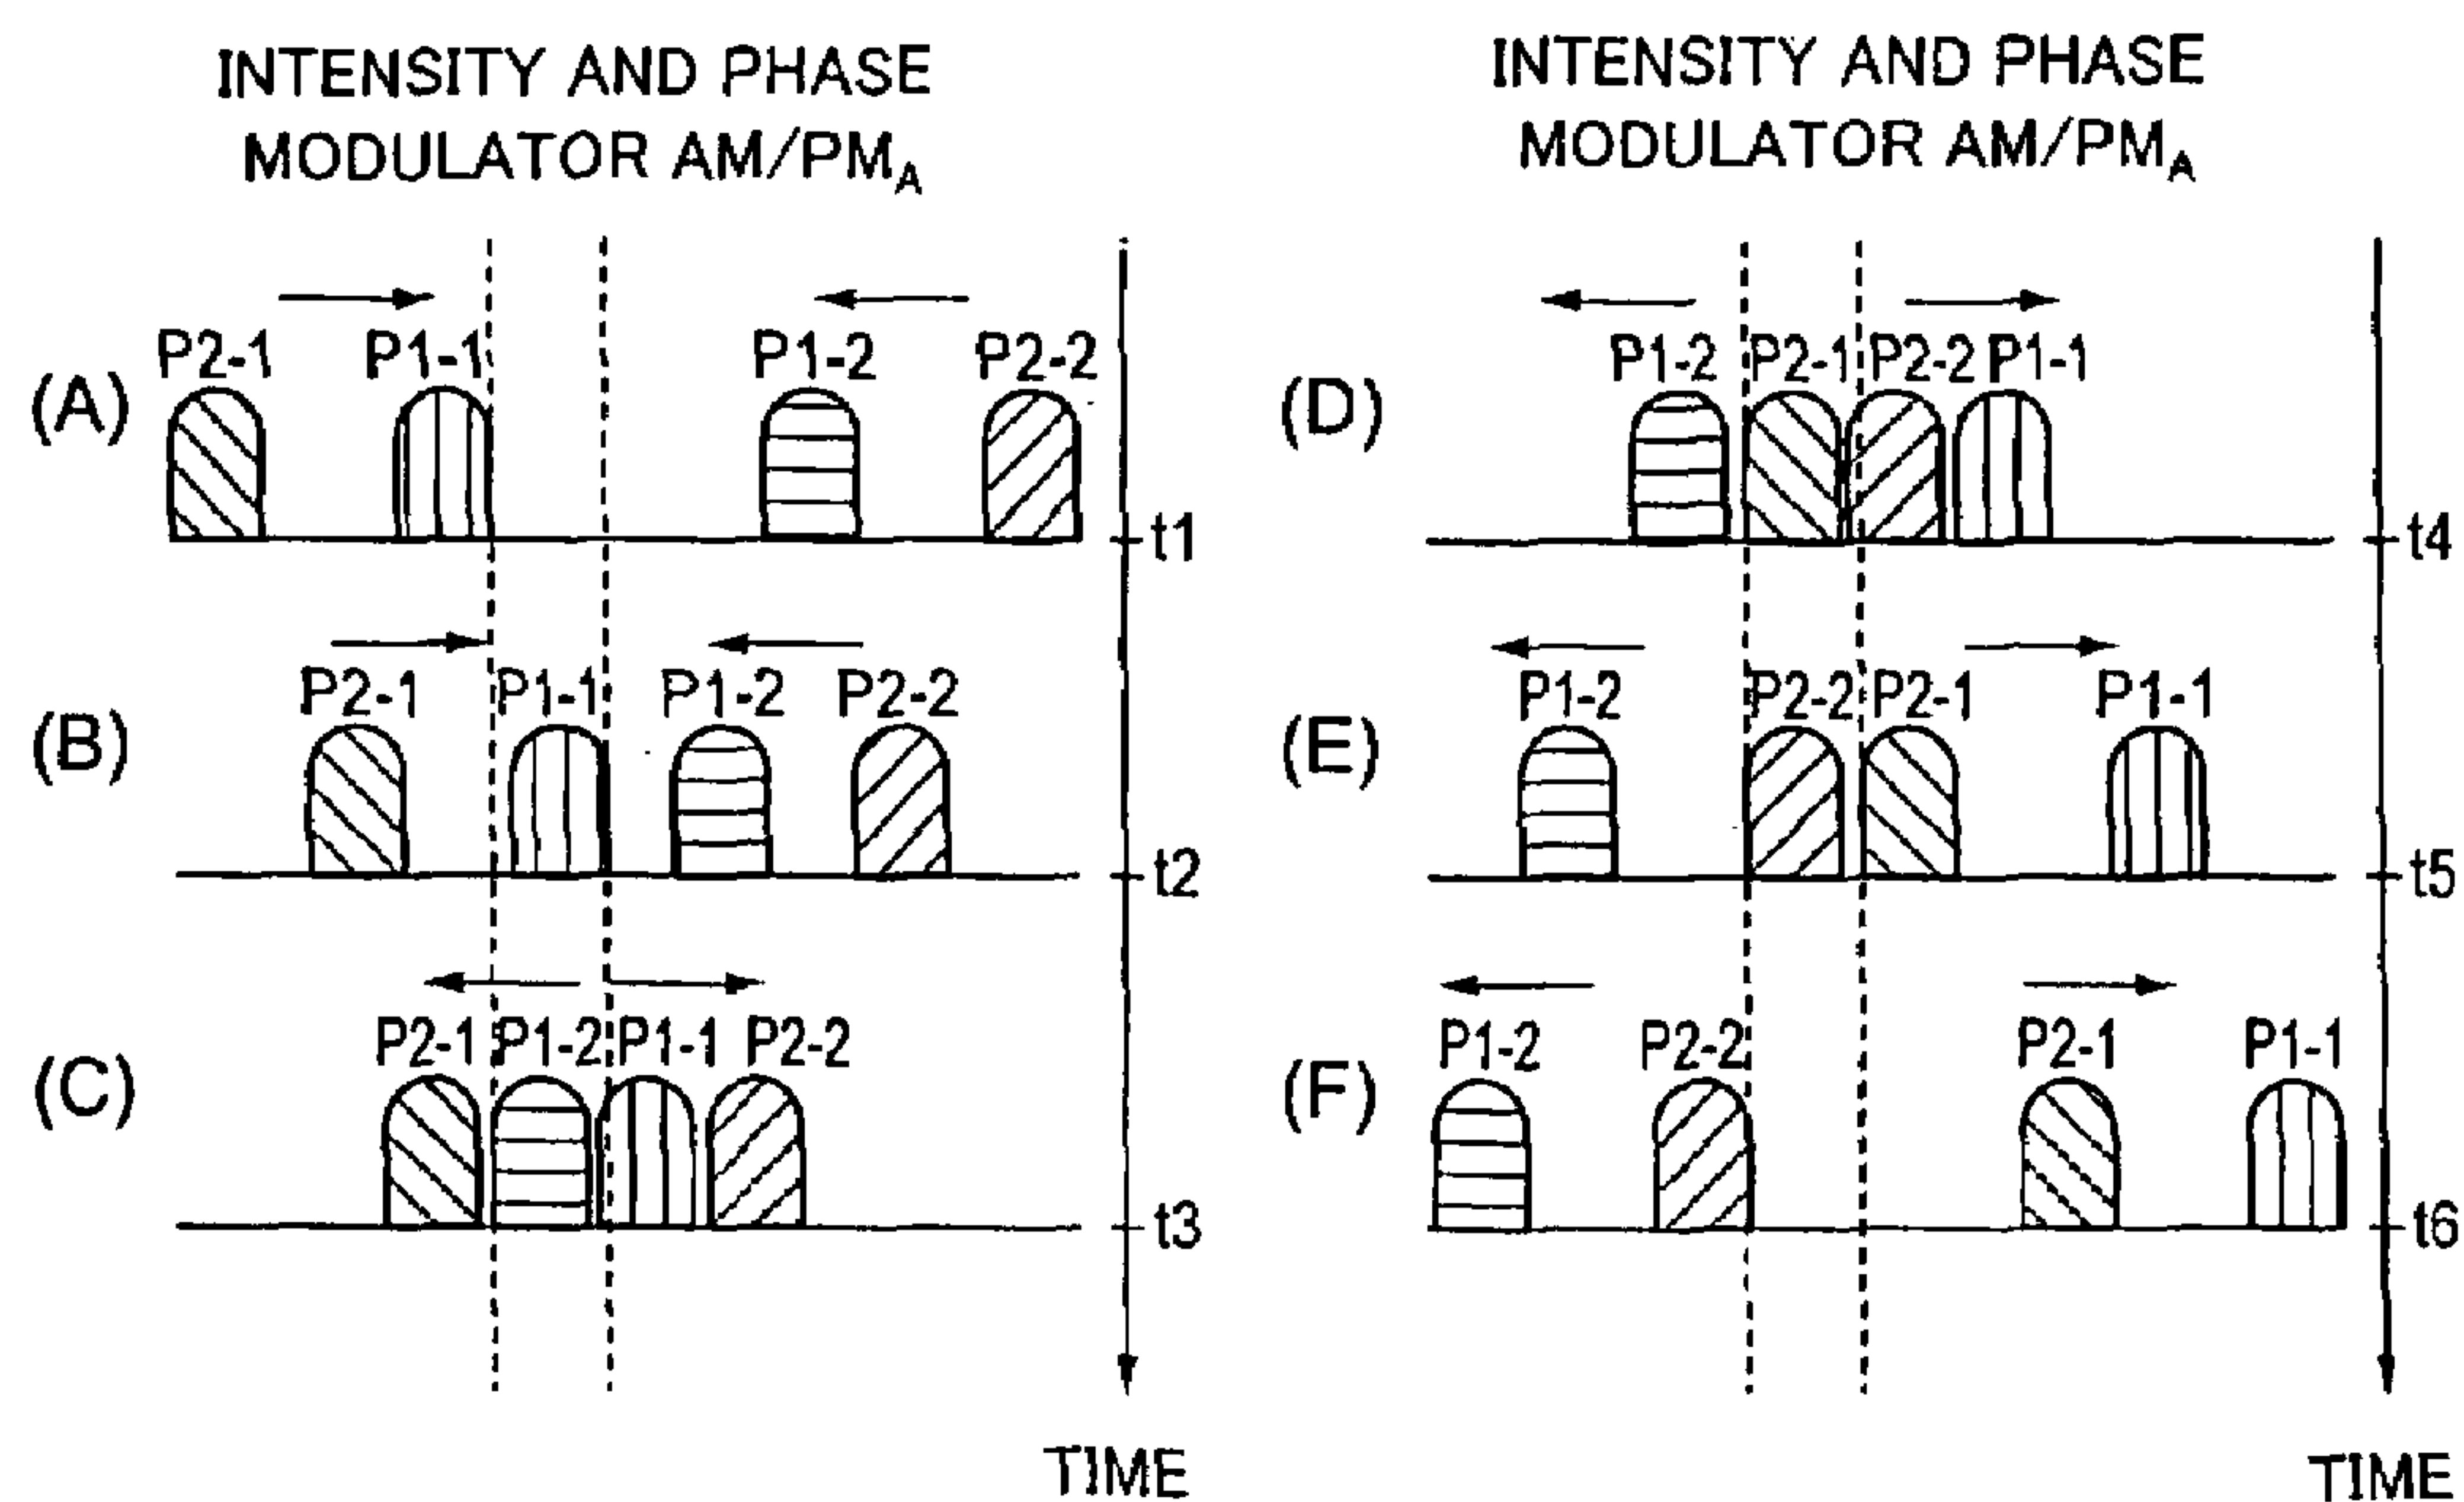 INTENSITY AND PHASE
MODULATOR AM/PMA
(A)
P2-1 P1-1 P1-2 P2-2
t1
(B)
P2-1 P1-1 P1-2 P2-2
t2
(C)
P2-1 P1-2 P1-1 P2-2
t3
TIME
INTENSITY AND PHASE
MODULATOR AM/PMA
(D)
P1-2 P2-1 P2-2 P1-1
t4
(E)
P1-2 P2-2 P2-1 P1-1
t5
(F)
P1-2 P2-2 P2-1 P1-1
t6
TIME